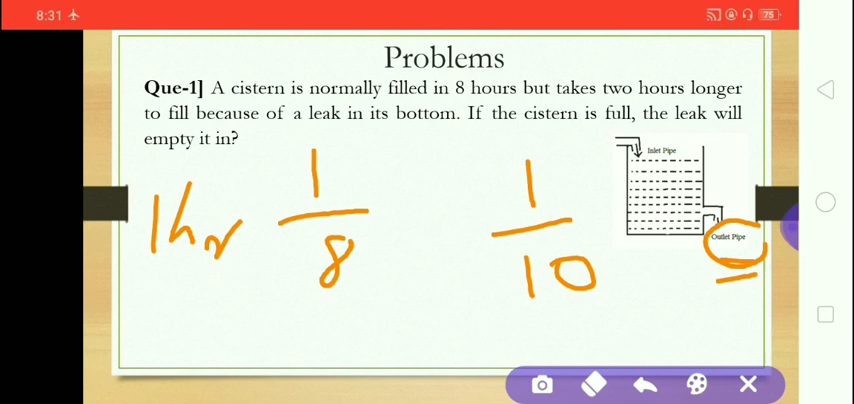 8:31
75
Problems
Que-1] A cistern is normally filled in 8 hours but takes two hours longer
to fill because of a leak in its bottom. If the cistern is full, the leak will
empty it in?
Inlet Pipe
Outlet Pipe
1hr 1/8 1/10